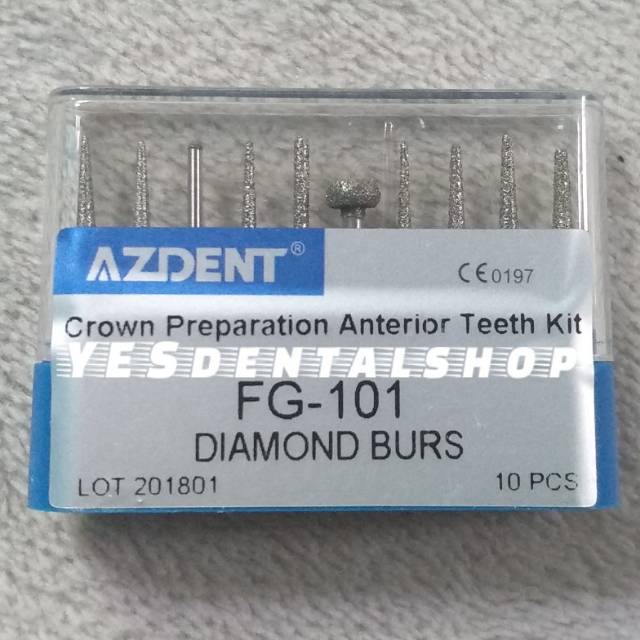 AZDENT®
CE0197
Crown Preparation Anterior Teeth Kit
YESDENTALSHOP
FG-101
DIAMOND BURS
LOT 201801
10 PCS